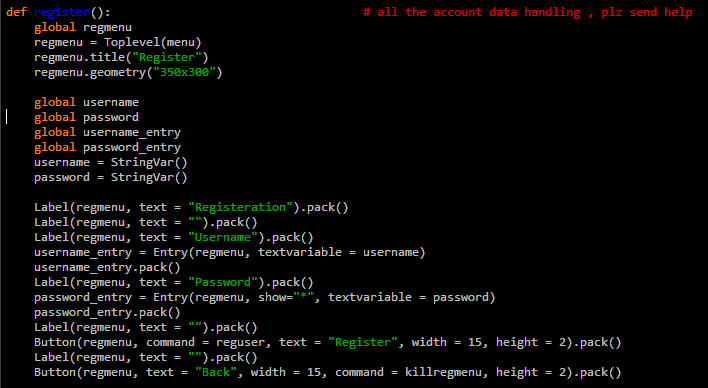 def register():                                    # all the account data handling , plz send help
    global regmenu
    regmenu = Toplevel(menu)
    regmenu.title("Register")
    regmenu.geometry("350x300")

    global username
    global password
    global username_entry
    global password_entry
    username = StringVar()
    password = StringVar()

    Label(regmenu, text = "Registeration").pack()
    Label(regmenu, text = "").pack()
    Label(regmenu, text = "Username").pack()
    username_entry = Entry(regmenu, textvariable = username)
    username_entry.pack()
    Label(regmenu, text = "Password").pack()
    password_entry = Entry(regmenu, show="*", textvariable = password)
    password_entry.pack()
    Label(regmenu, text = "").pack()
    Button(regmenu, command = reguser, text = "Register", width = 15, height = 2).pack()
    Label(regmenu, text = "").pack()
    Button(regmenu, text = "Back", width = 15, command = killregmenu, height = 2).pack()